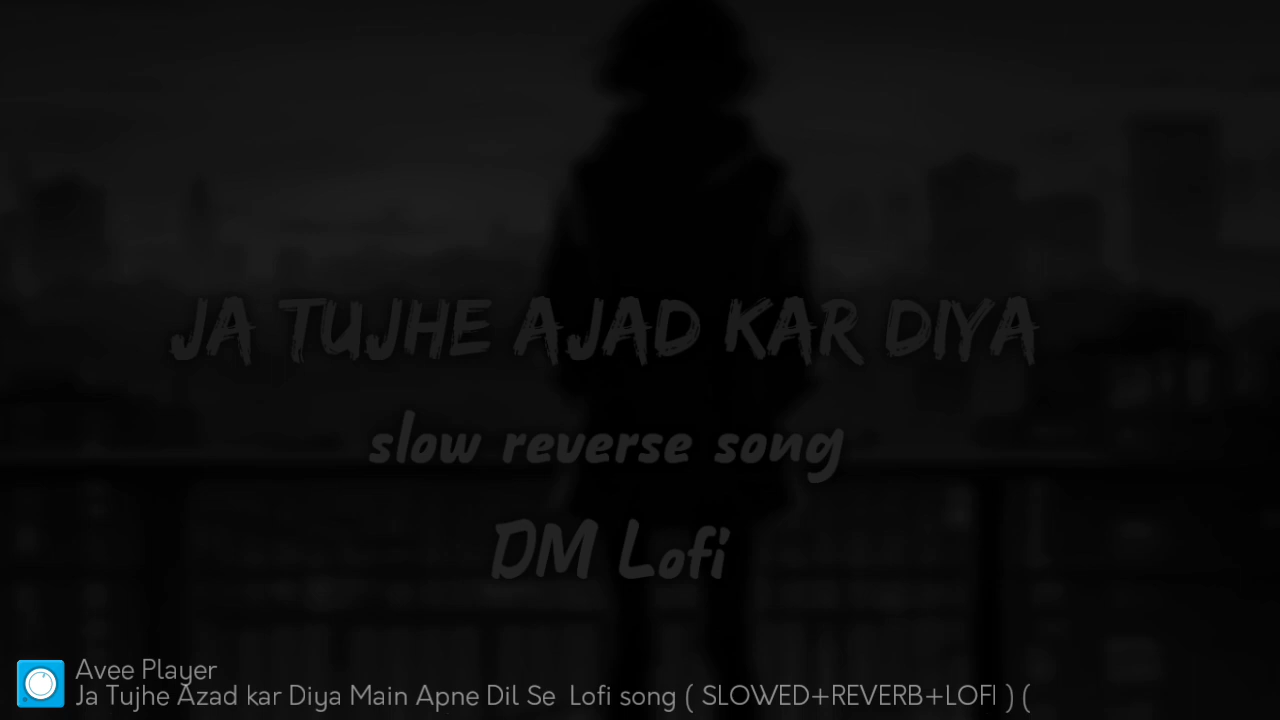 JA TUJHE AJAD KAR DIYA
slow reverse song
DM Lofi
Avee Player
Ja Tujhe Azad kar Diya Main Apne Dil Se Lofi song ( SLOWED+REVERB+LOFI ) (